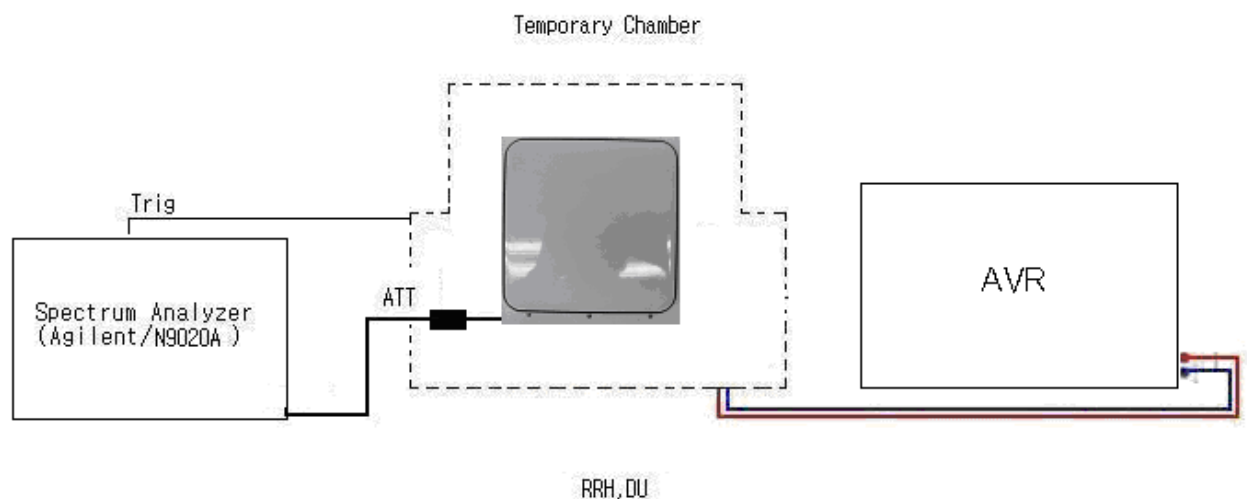 Temporary Chamber
Trig
Spectrum Analyzer
(Agilent/N9020A )
ATT
AVR
RRH,DU